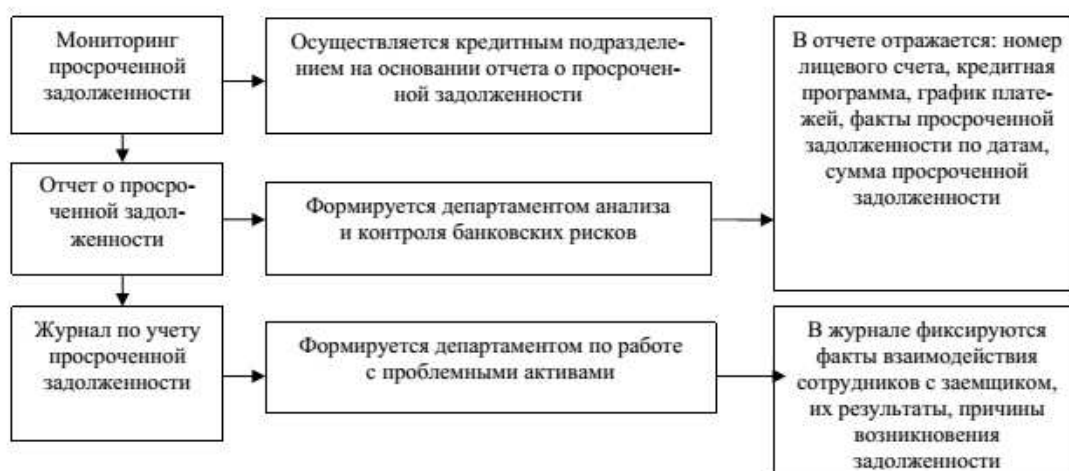 Мониторинг
просроченной
задолженности
Осуществляется кредитным подразделе-
нием на основании отчета о просрочен-
ной задолженности
В отчете отражается: номер
лицевого счета, кредитная
программа, график плате-
жей, факты просроченной
задолженности по датам,
сумма просроченной
задолженности
Отчет о просро-
ченной задол-
женности
Формируется департаментом анализа
и контроля банковских рисков
Журнал по учету
просроченной
задолженности
Формируется департаментом по работе
с проблемными активами
В журнале фиксируются
факты взаимодействия
сотрудников с заемщиком,
их результаты, причины
возникновения
задолженности